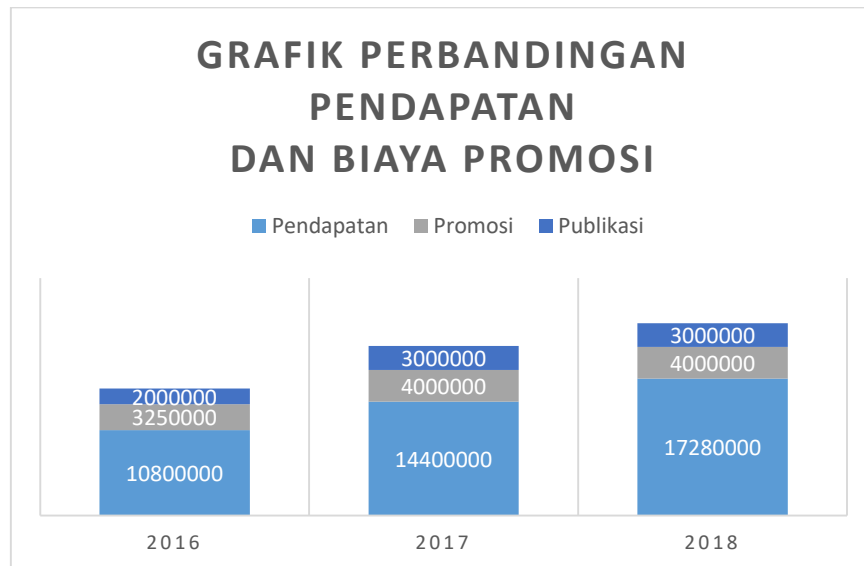 GRAFIK PERBANDINGAN
PENDAPATAN
DAN BIAYA PROMOSI
Pendapatan Promosi Publikasi
2000000
3250000
10800000
3000000
4000000
14400000
3000000
4000000
17280000
2016 2017 2018